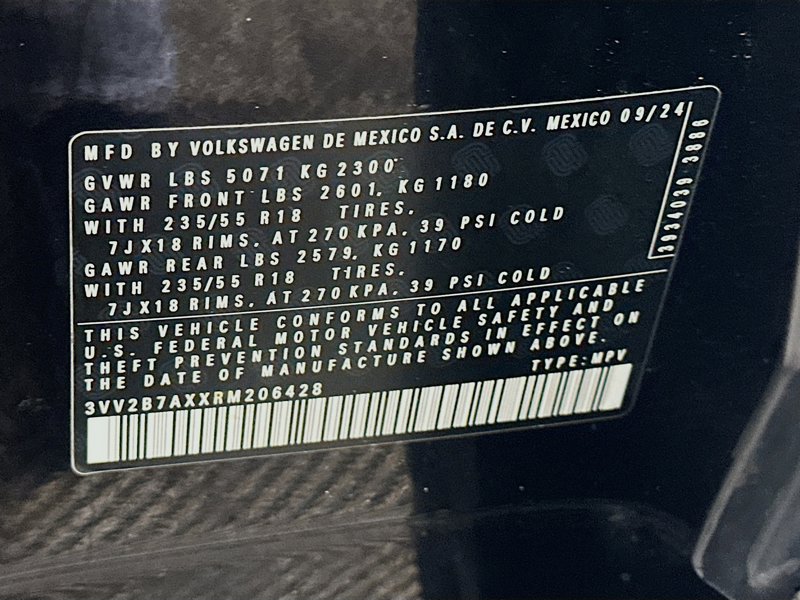 MFD BY VOLKSWAGEN DE MEXICO S.A. DE C.V. MEXICO 09/24
GVWR LBS 5071 KG 2300
GAWR FRONT LBS 2601, KG 1180
WITH 235/55 R18 TIRES,
7JX18 RIMS, AT 270 KPA, 39 PSI COLD
GAWR REAR LBS 2579, KG 1170
WITH 235/55 R18 TIRES,
7JX18 RIMS, AT 270 KPA, 39 PSI COLD
THIS VEHICLE CONFORMS TO ALL APPLICABLE
U.S. FEDERAL MOTOR VEHICLE SAFETY AND
THEFT PREVENTION STANDARDS IN EFFECT ON
THE DATE OF MANUFACTURE SHOWN ABOVE.
TYPE: MPV
3VV2B7AXXRM206428